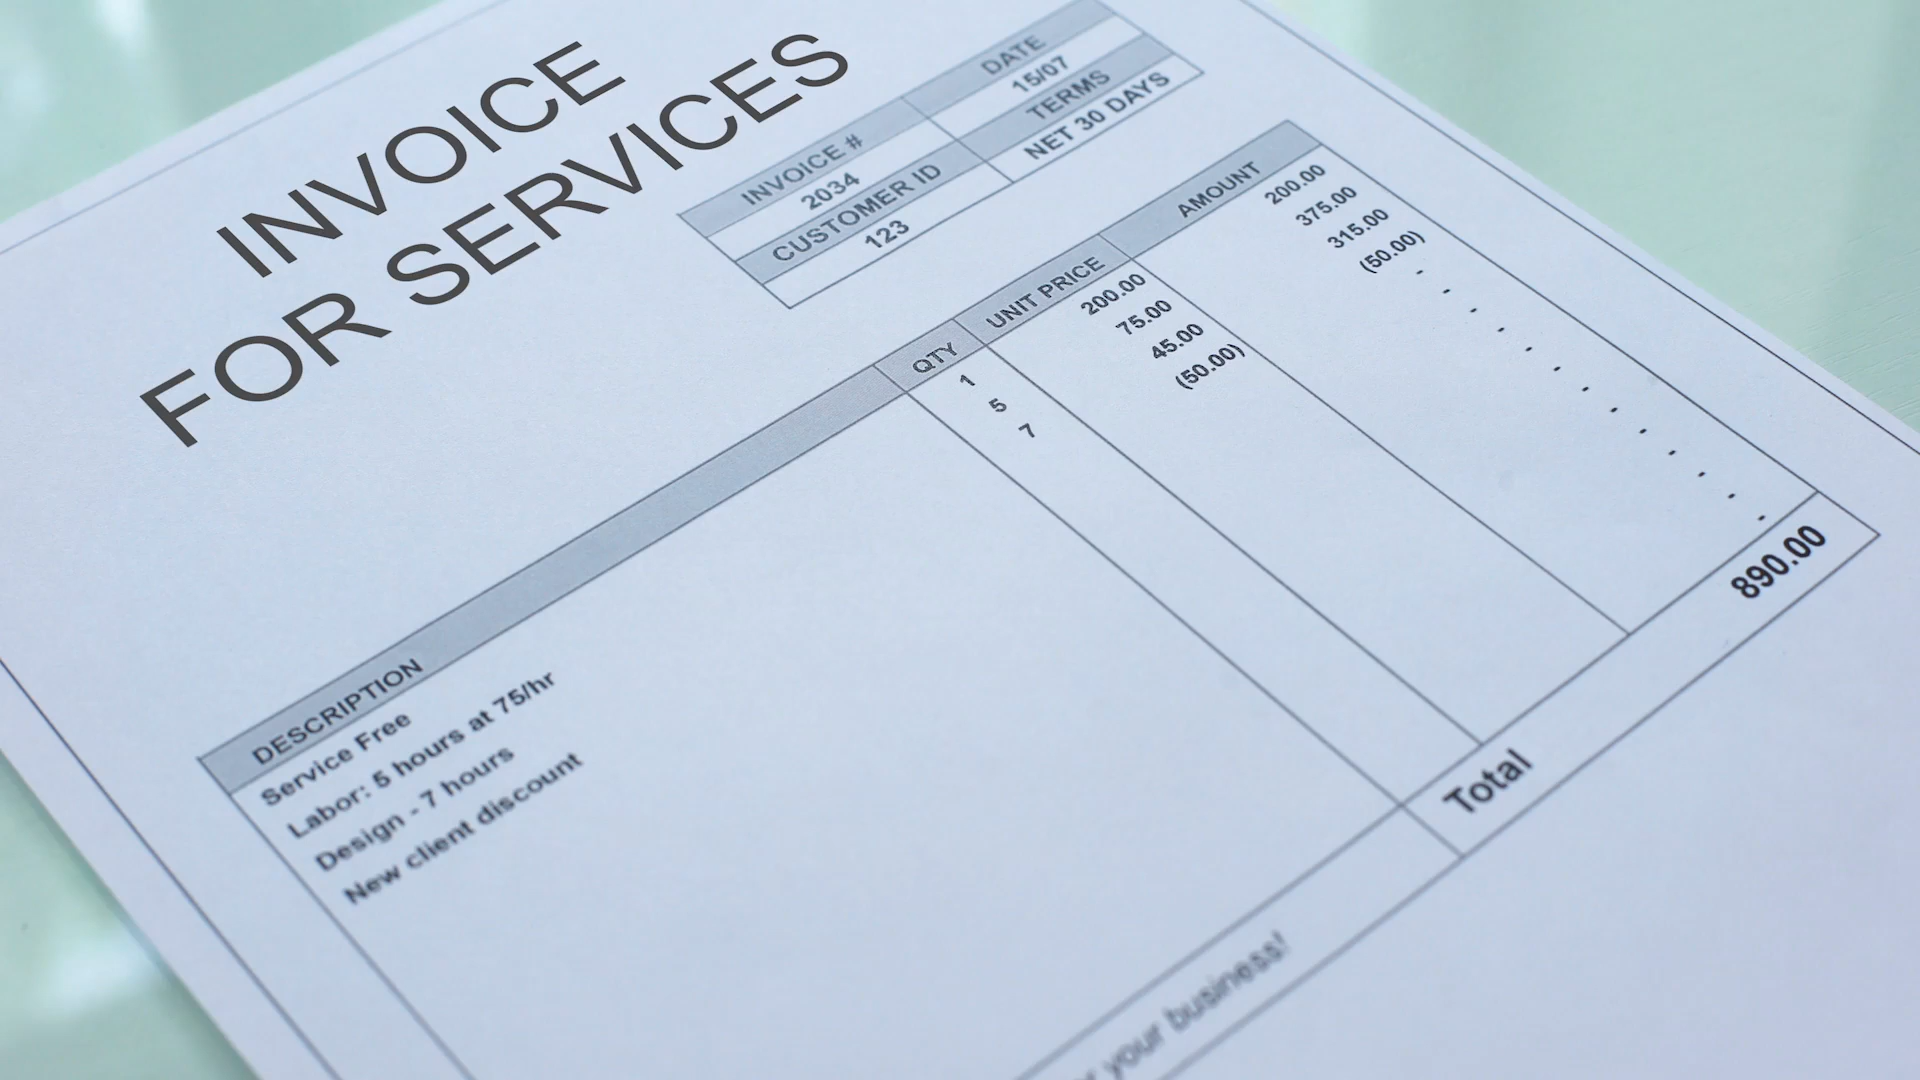 INVOICE
FOR SERVICES
INVOICE # DATE
2034 15/07
CUSTOMER ID TERMS
123 NET 30 DAYS
DESCRIPTION QTY UNIT PRICE AMOUNT
Service Free 1 200.00 200.00
Labor: 5 hours at 75/hr 5 75.00 375.00
Design - 7 hours 7 45.00 315.00
New client discount (50.00) (50.00)
-
-
-
-
-
-
-
-
-
-
-
-
-
Total 890.00
your business!